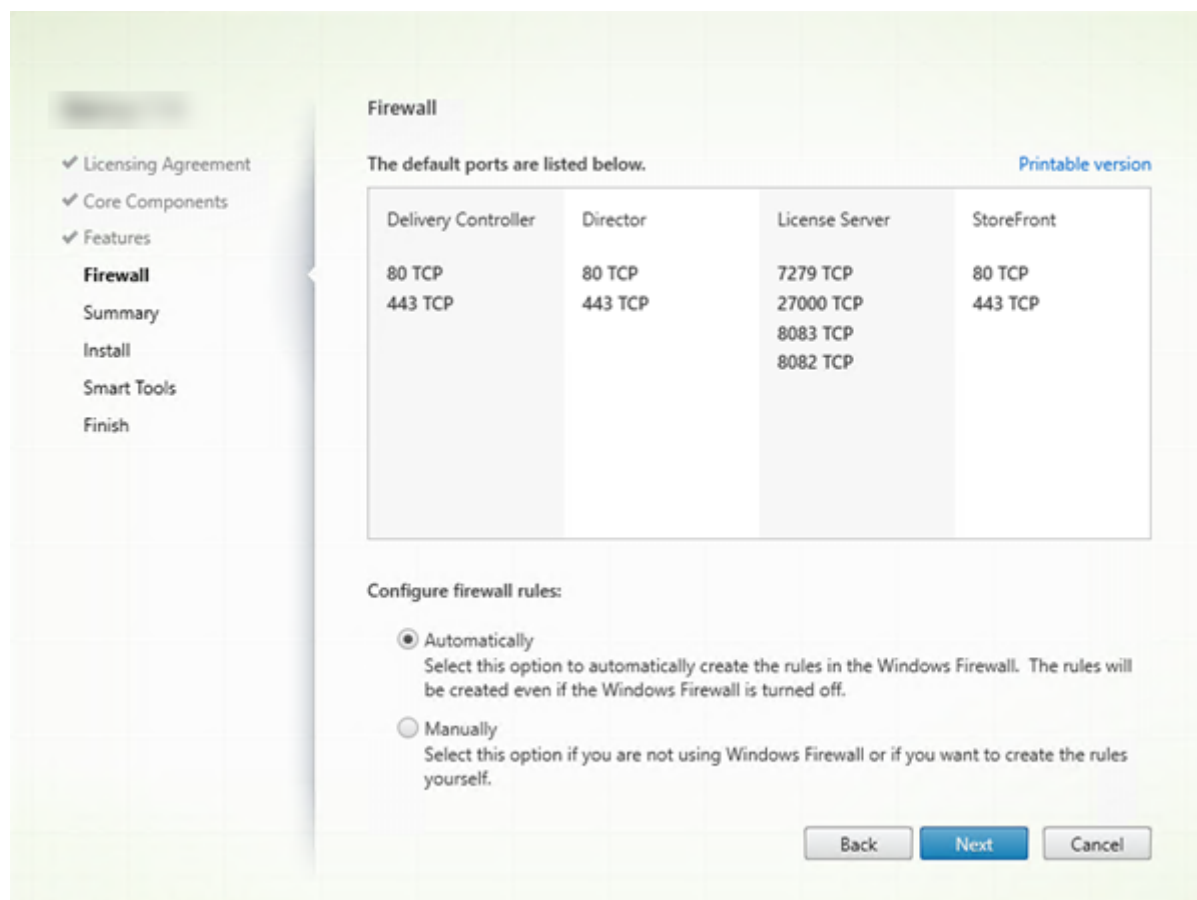 Licensing Agreement
Core Components
Features
Firewall
Summary
Install
Smart Tools
Finish
Firewall
The default ports are listed below.
Printable version
Delivery Controller
80 TCP
443 TCP
Director
80 TCP
443 TCP
License Server
7279 TCP
27000 TCP
8083 TCP
8082 TCP
StoreFront
80 TCP
443 TCP
Configure firewall rules:
Automatically
Select this option to automatically create the rules in the Windows Firewall.  The rules will
be created even if the Windows Firewall is turned off.
Manually
Select this option if you are not using Windows Firewall or if you want to create the rules
yourself.
Back
Next
Cancel